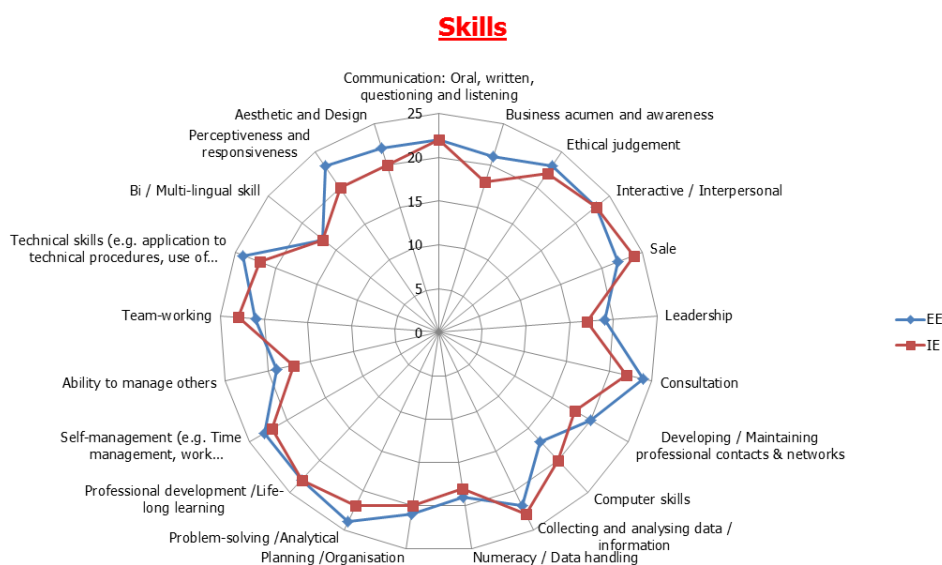 Skills
Communication: Oral, written,
questioning and listening
Business acumen and awareness
Ethical judgement
Interactive / Interpersonal
Sale
Leadership
Consultation
Developing / Maintaining
professional contacts & networks
Computer skills
Collecting and analysing data /
information
Numeracy / Data handling
Planning /Organisation
Problem-solving /Analytical
Professional development /Life-
long learning
Self-management (e.g. Time
management, work...
Ability to manage others
Team-working
Technical skills (e.g. application to
technical procedures, use of...
Bi / Multi-lingual skill
Perceptiveness and
responsiveness
Aesthetic and Design
25
20
15
10
5
0
EE
IE